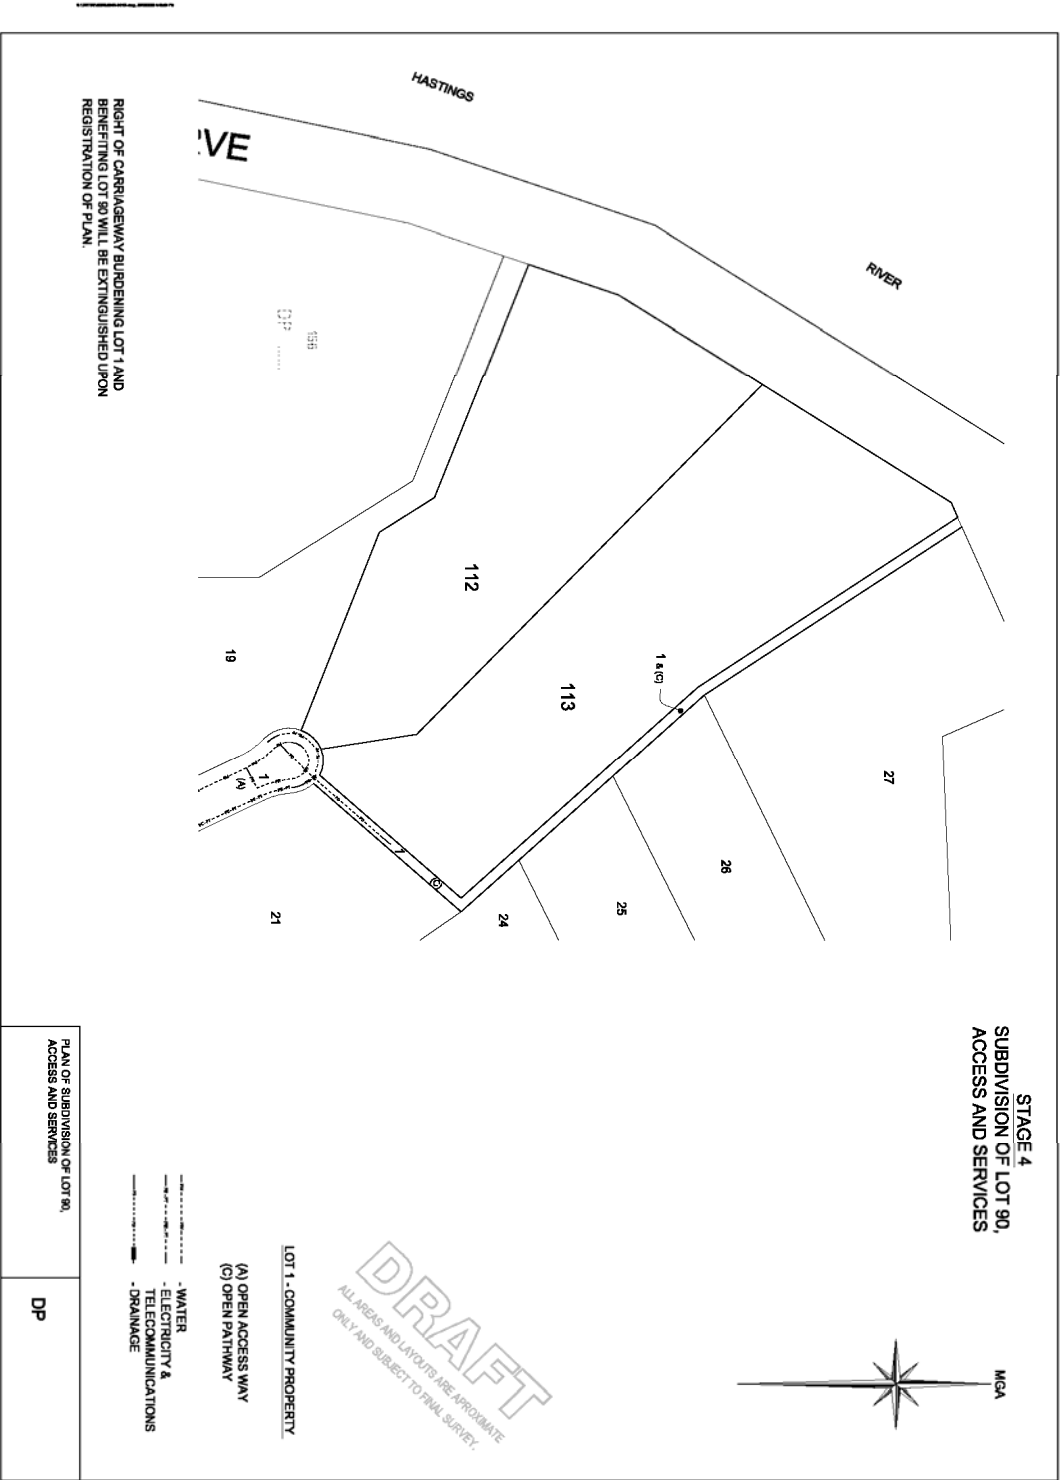 STAGE 4
SUBDIVISION OF LOT 90,
ACCESS AND SERVICES
MGA
HASTINGS
RIVER
VE
156
DP ......
112
113
1 & (C)
19
21
24
25
26
27
1
(A)
1
(C)
DRAFT
ALL AREAS AND LAYOUTS ARE APROXIMATE
ONLY AND SUBJECT TO FINAL SURVEY.
LOT 1 - COMMUNITY PROPERTY
(A) OPEN ACCESS WAY
(C) OPEN PATHWAY
- WATER
- ELECTRICITY &
TELECOMMUNICATIONS
- DRAINAGE
RIGHT OF CARRIAGEWAY BURDENING LOT 1 AND
BENEFITING LOT 90 WILL BE EXTINGUISHED UPON
REGISTRATION OF PLAN.
PLAN OF SUBDIVISION OF LOT 90,
ACCESS AND SERVICES
DP